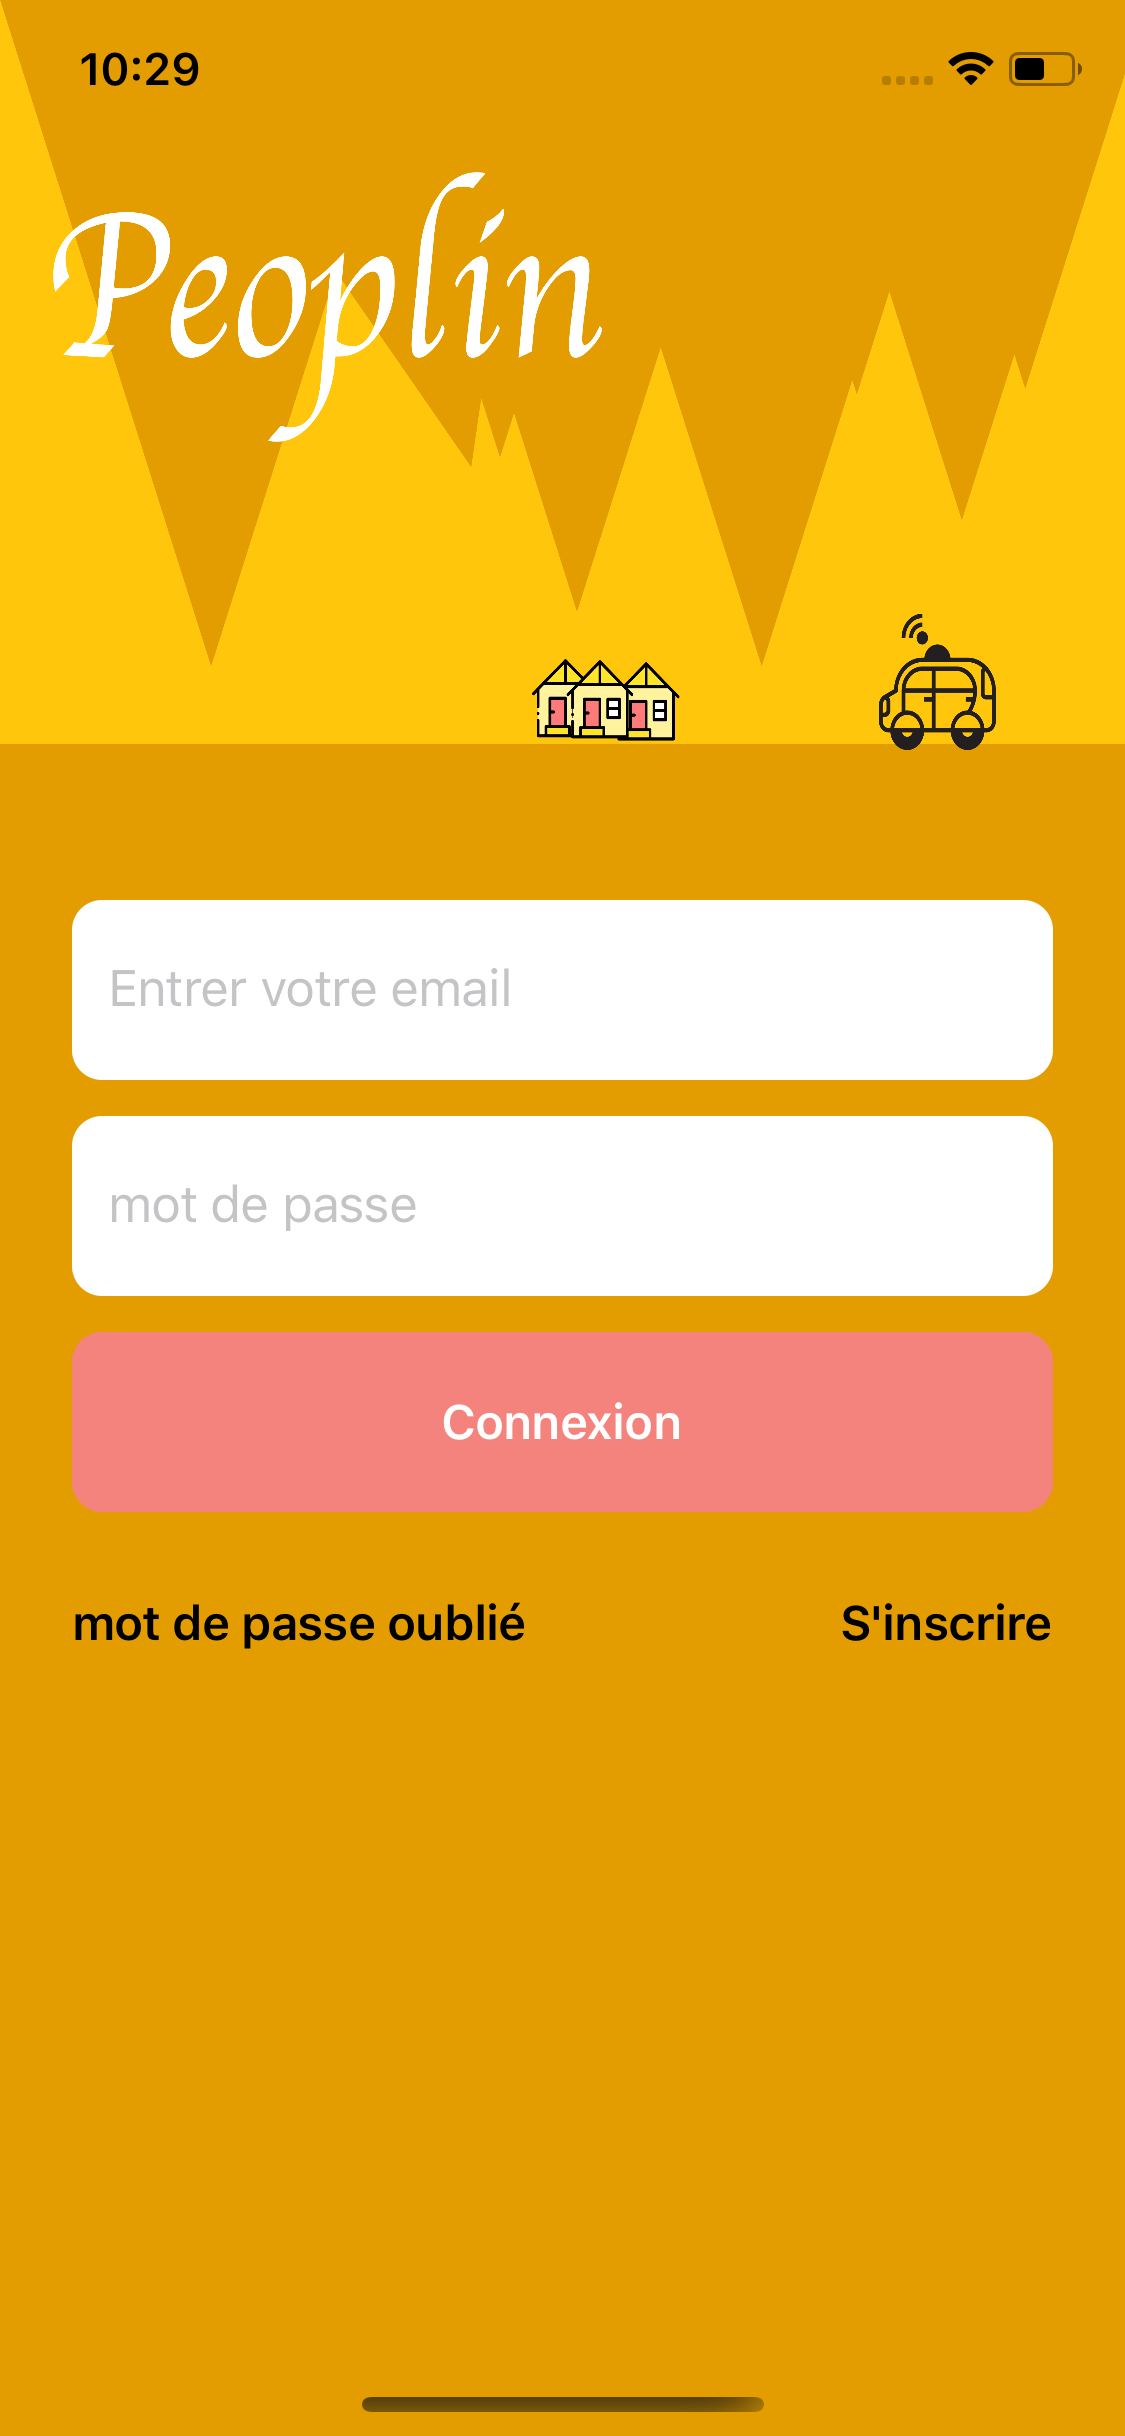 10:29
Peoplin
Entrer votre email
mot de passe
Connexion
mot de passe oublié
S'inscrire